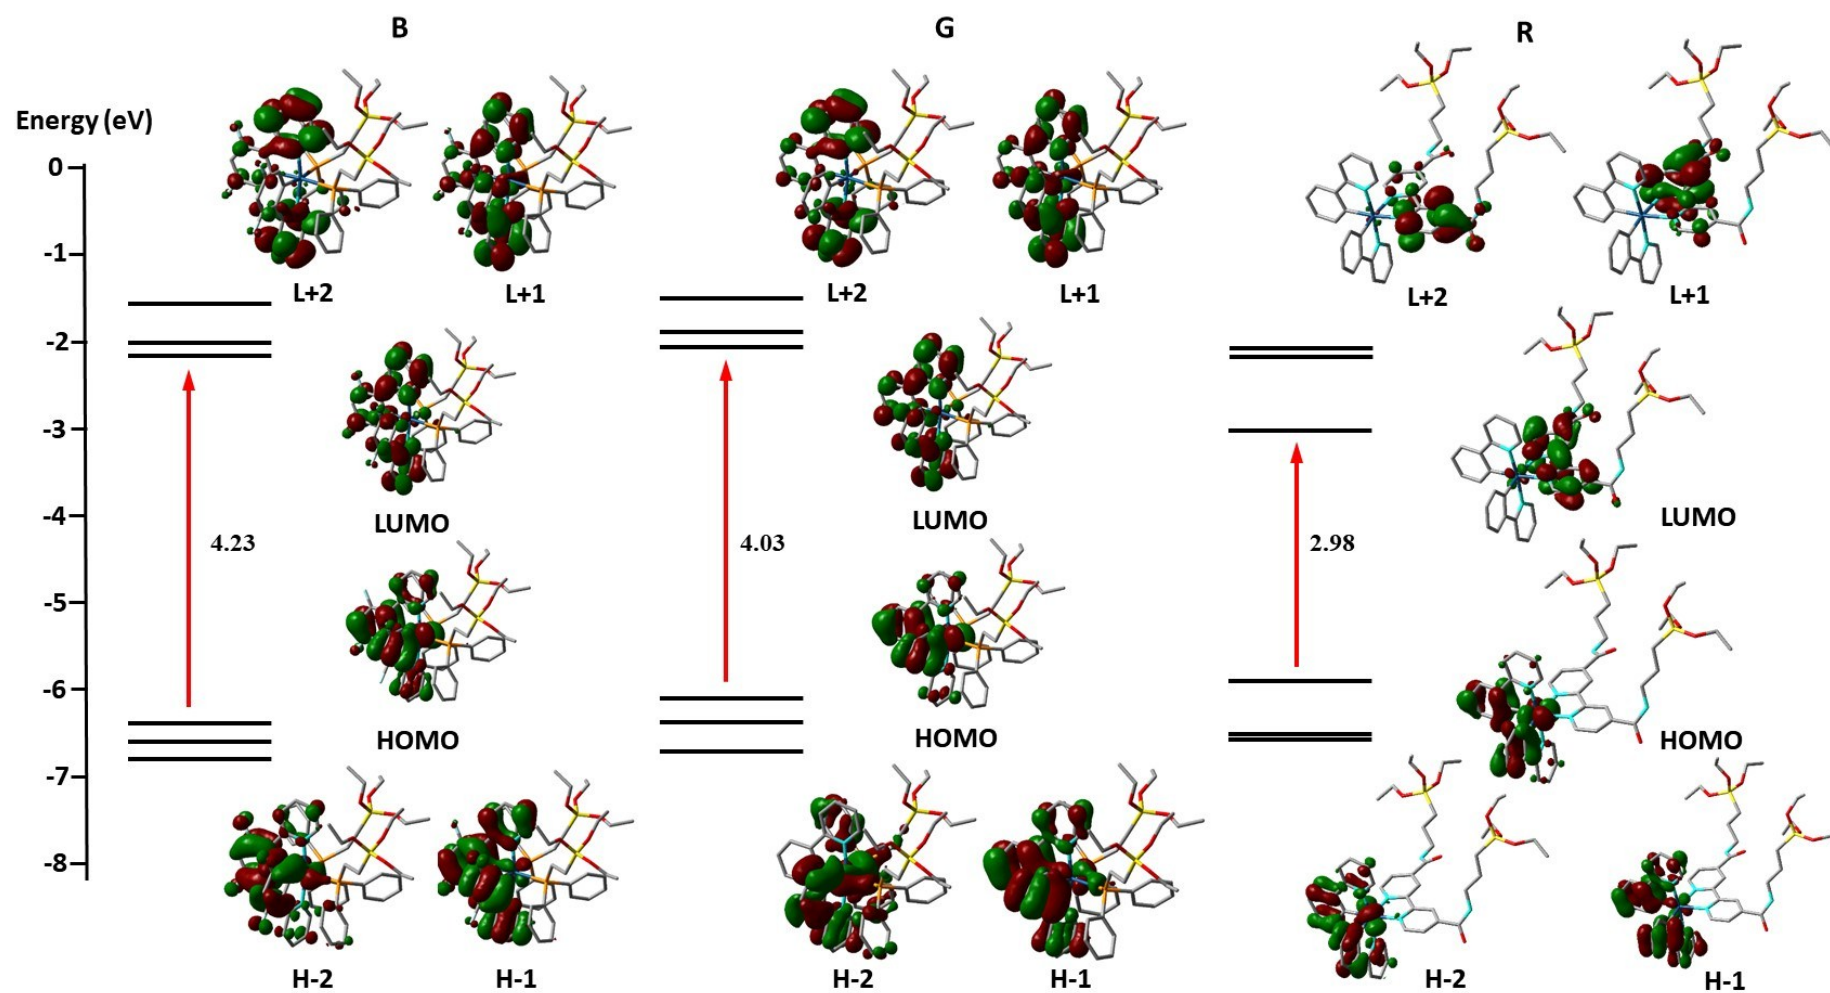 B
G
R
Energy (eV)
0
-1
-2
-3
-4
-5
-6
-7
-8
L+2
L+1
LUMO
4.23
HOMO
H-2
H-1
L+2
L+1
LUMO
4.03
HOMO
H-2
H-1
L+2
L+1
LUMO
2.98
HOMO
H-2
H-1